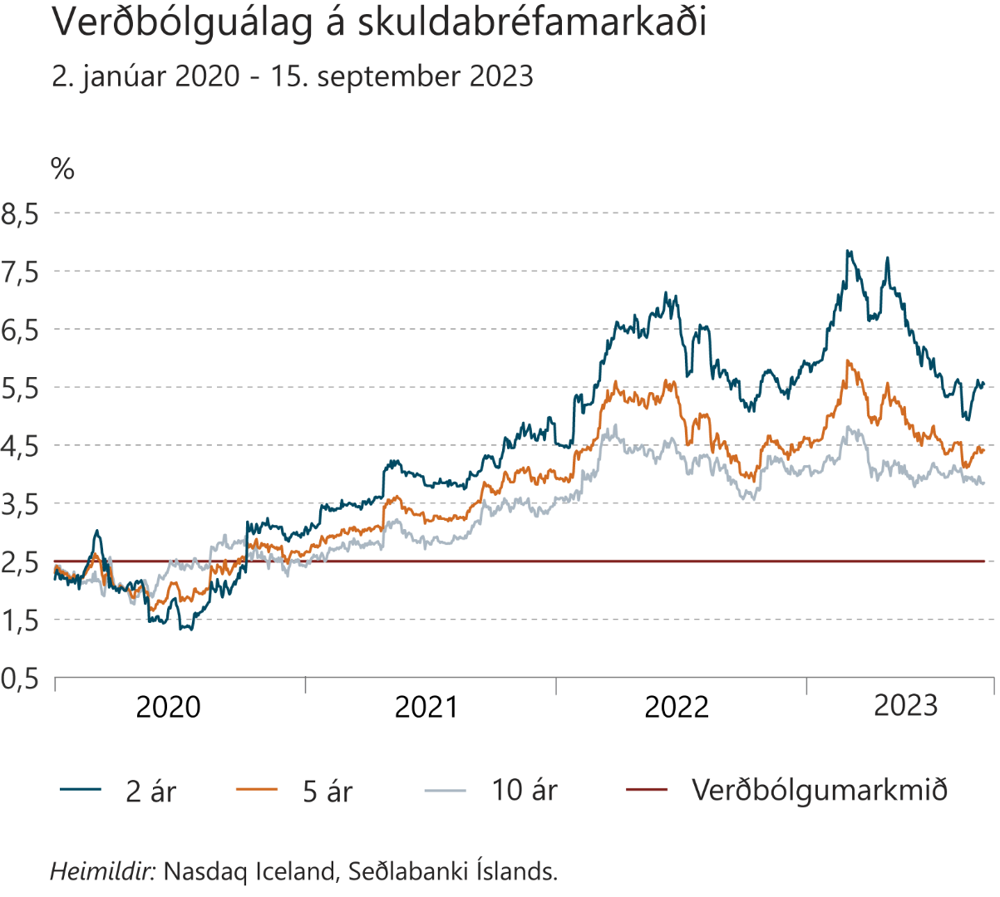 Verðbólguálag á skuldabréfamarkaði
2. janúar 2020 - 15. september 2023
%
8,5
7,5
6,5
5,5
4,5
3,5
2,5
1,5
0,5
2020 2021 2022 2023
2 ár 5 ár 10 ár Verðbólgumarkmið
Heimildir: Nasdaq Iceland, Seðlabanki Íslands.